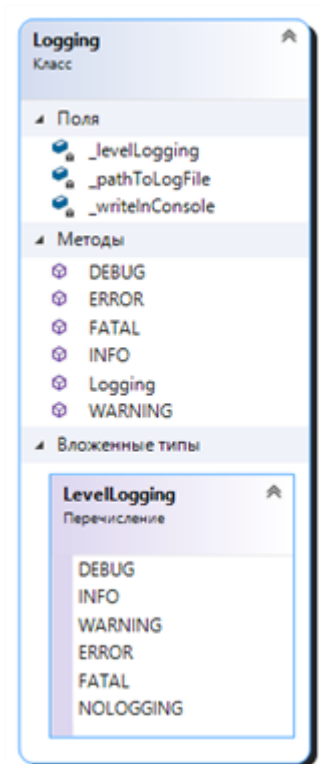 Logging
Класс
Поля
_levelLogging
_pathToLogFile
_writeInConsole
Методы
DEBUG
ERROR
FATAL
INFO
Logging
WARNING
Вложенные типы
LevelLogging
Перечисление
DEBUG
INFO
WARNING
ERROR
FATAL
NOLOGGING